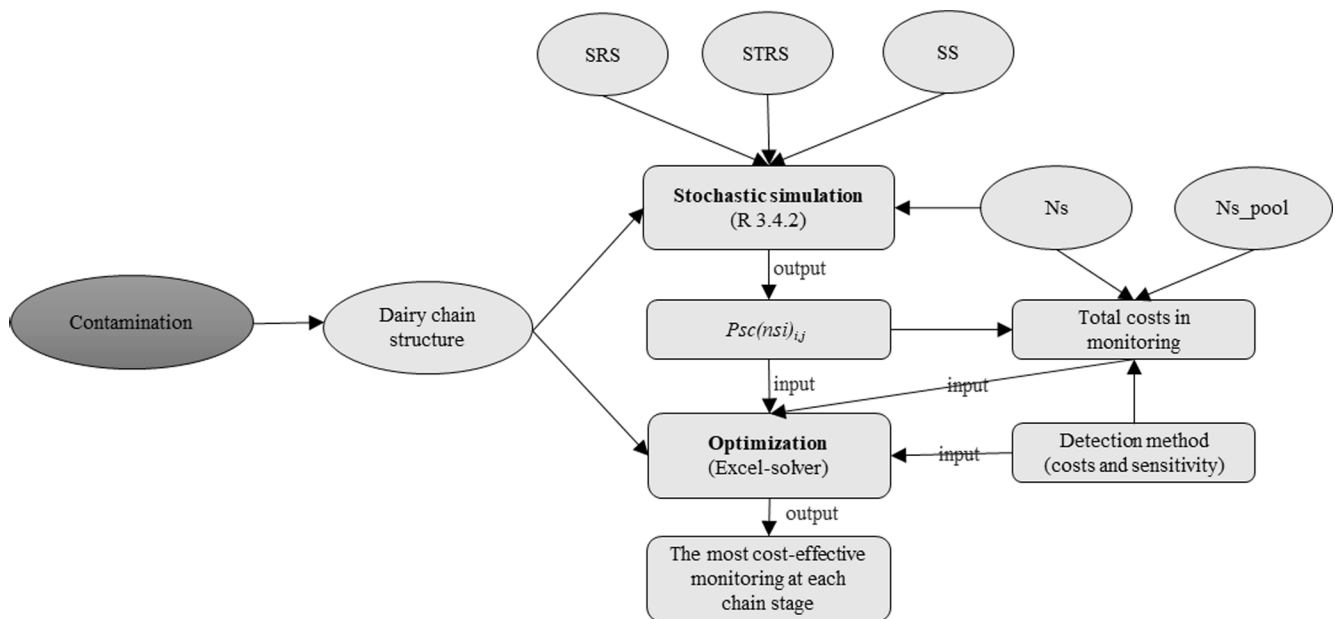 SRS
STRS
SS
Stochastic simulation
(R 3.4.2)
Ns
Ns_pool
output
Contamination
Dairy chain
structure
Psc(nsi)i,j
Total costs in
monitoring
input
input
Optimization
(Excel-solver)
input
Detection method
(costs and sensitivity)
output
The most cost-effective
monitoring at each
chain stage